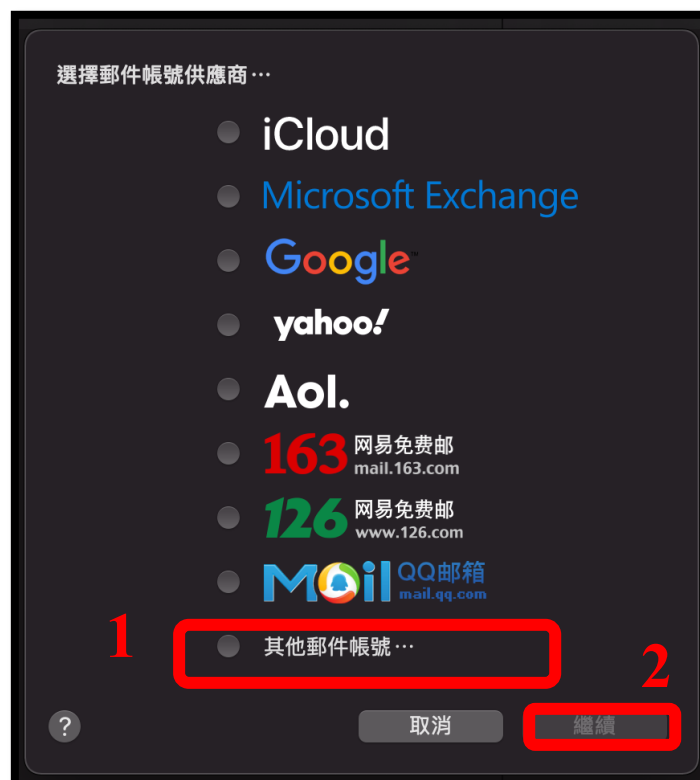 選擇郵件帳號供應商…
iCloud
Microsoft Exchange
Google
yahoo!
Aol.
163 网易免费邮
mail.163.com
126 网易免费邮
www.126.com
Mail QQ邮箱
mail.qq.com
1
其他郵件帳號…
2
?
取消
繼續